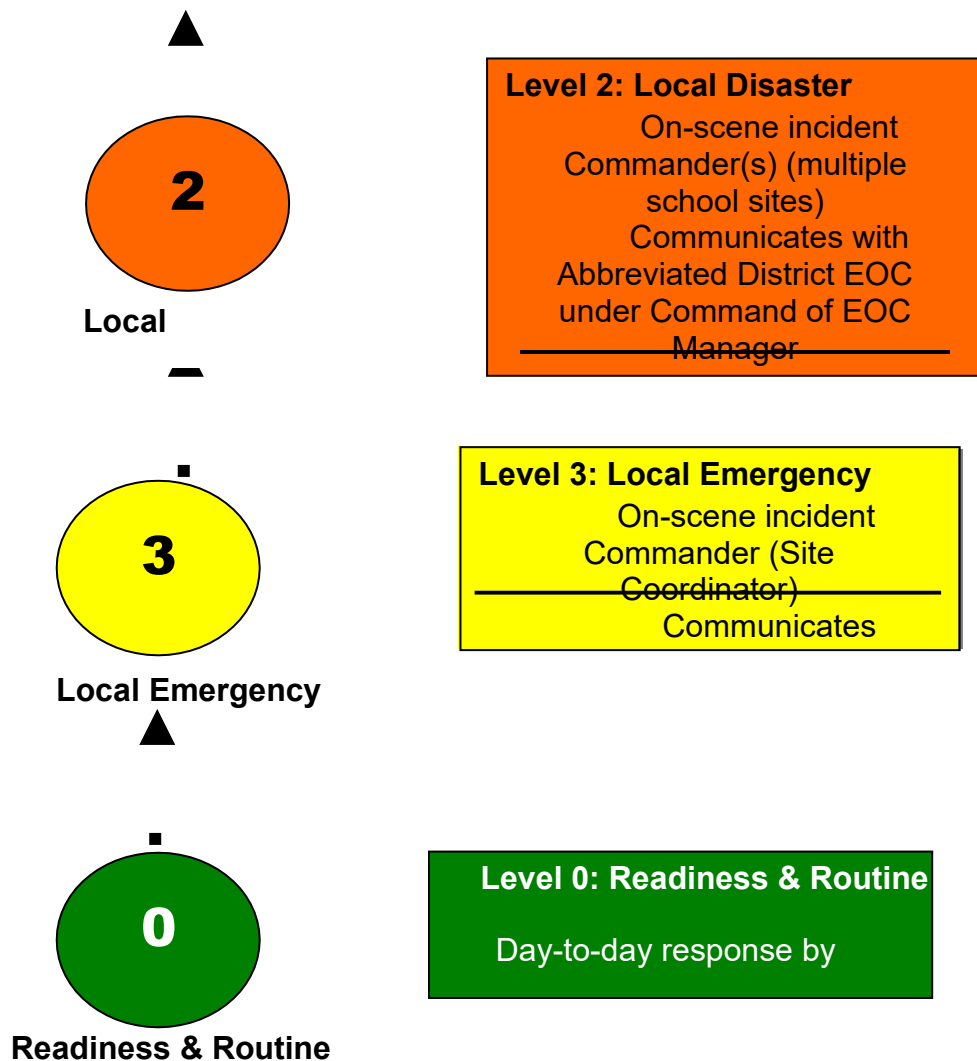 2
Local
Level 2: Local Disaster
On-scene incident
Commander(s) (multiple
school sites)
Communicates with
Abbreviated District EOC
under Command of EOC
Manager
3
Local Emergency
Level 3: Local Emergency
On-scene incident
Commander (Site
Coordinator)
Communicates
0
Readiness & Routine
Level 0: Readiness & Routine
Day-to-day response by